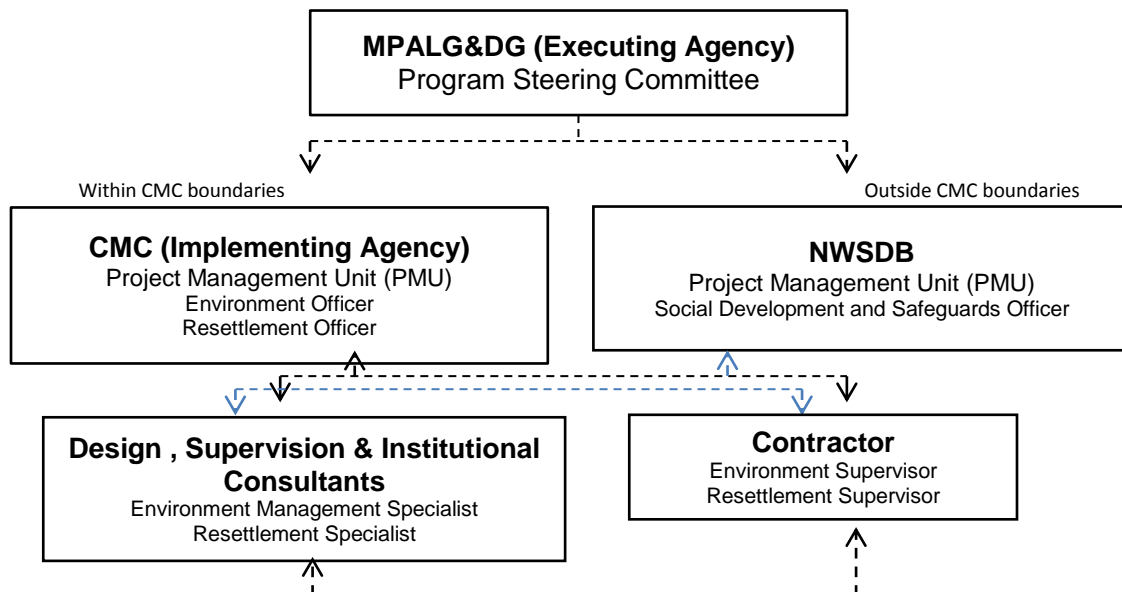 MPALG&DG (Executing Agency)
Program Steering Committee
Within CMC boundaries
Outside CMC boundaries
CMC (Implementing Agency)
Project Management Unit (PMU)
Environment Officer
Resettlement Officer
NWSDB
Project Management Unit (PMU)
Social Development and Safeguards Officer
Design , Supervision & Institutional
Consultants
Environment Management Specialist
Resettlement Specialist
Contractor
Environment Supervisor
Resettlement Supervisor